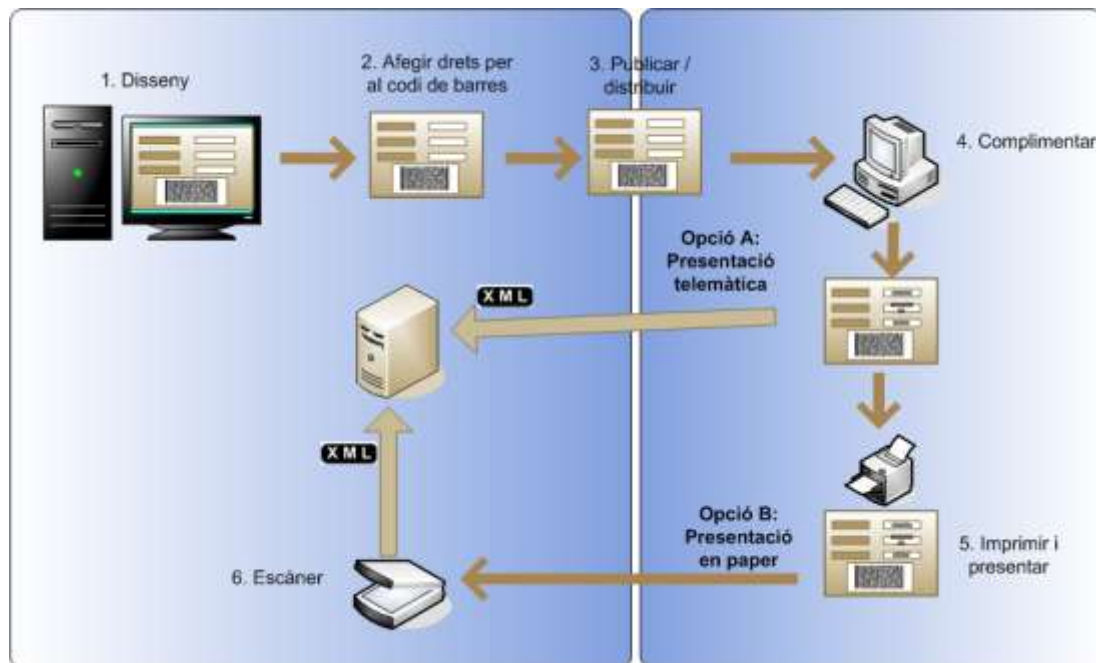 1. Disseny
2. Afegir drets per
al codi de barres
3. Publicar /
distribuir
4. Complimentar
Opció A:
Presentació
telemàtica
XML
XML
Opció B:
Presentació
en paper
5. Imprimir i
presentar
6. Escàner